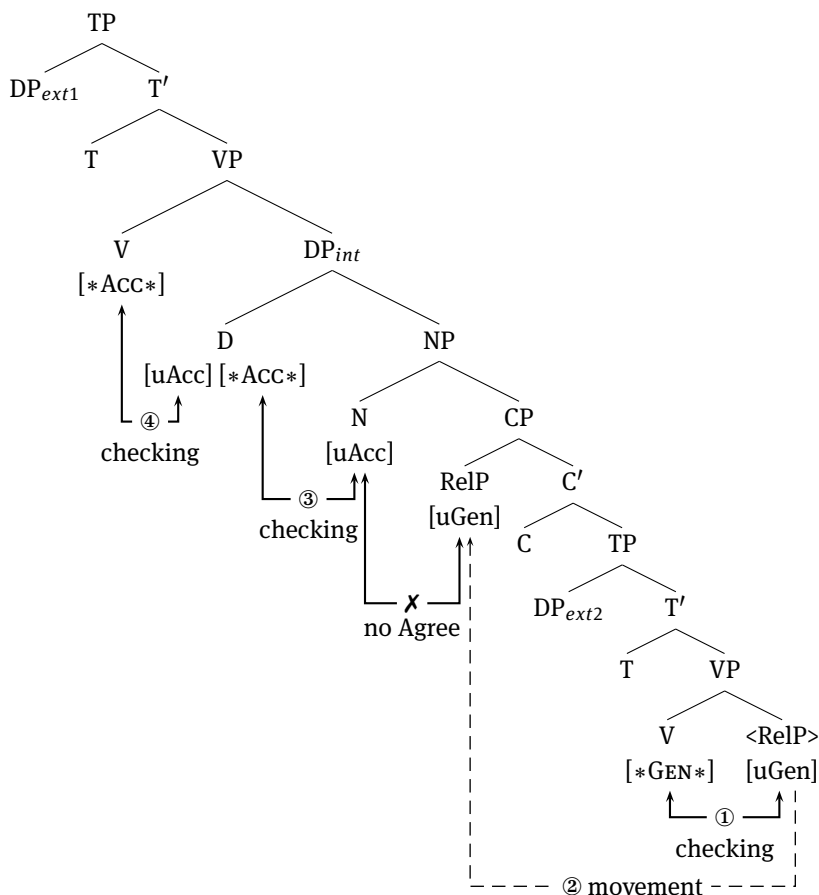 TP
DP_ext1 T′
T VP
V DP_int
[∗Acc∗]
D NP
[uAcc] [∗Acc∗]
N CP
④
checking [uAcc]
RelP C′
③ [uGen]
checking C TP
✗ DP_ext2 T′
no Agree
T VP
V <RelP>
[∗Gen∗] [uGen]
①
checking
② movement